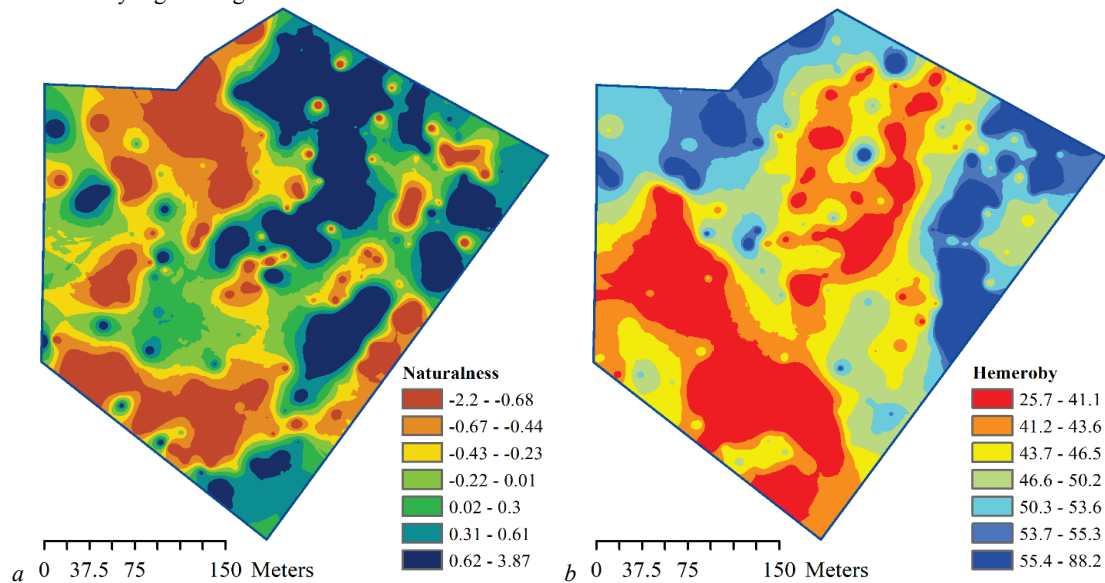 Naturalness
-2.2 - -0.68
-0.67 - -0.44
-0.43 - -0.23
-0.22 - 0.01
0.02 - 0.3
0.31 - 0.61
0.62 - 3.87
a
0 37.5 75 150 Meters
Hemeroby
25.7 - 41.1
41.2 - 43.6
43.7 - 46.5
46.6 - 50.2
50.3 - 53.6
53.7 - 55.3
55.4 - 88.2
b
0 37.5 75 150 Meters